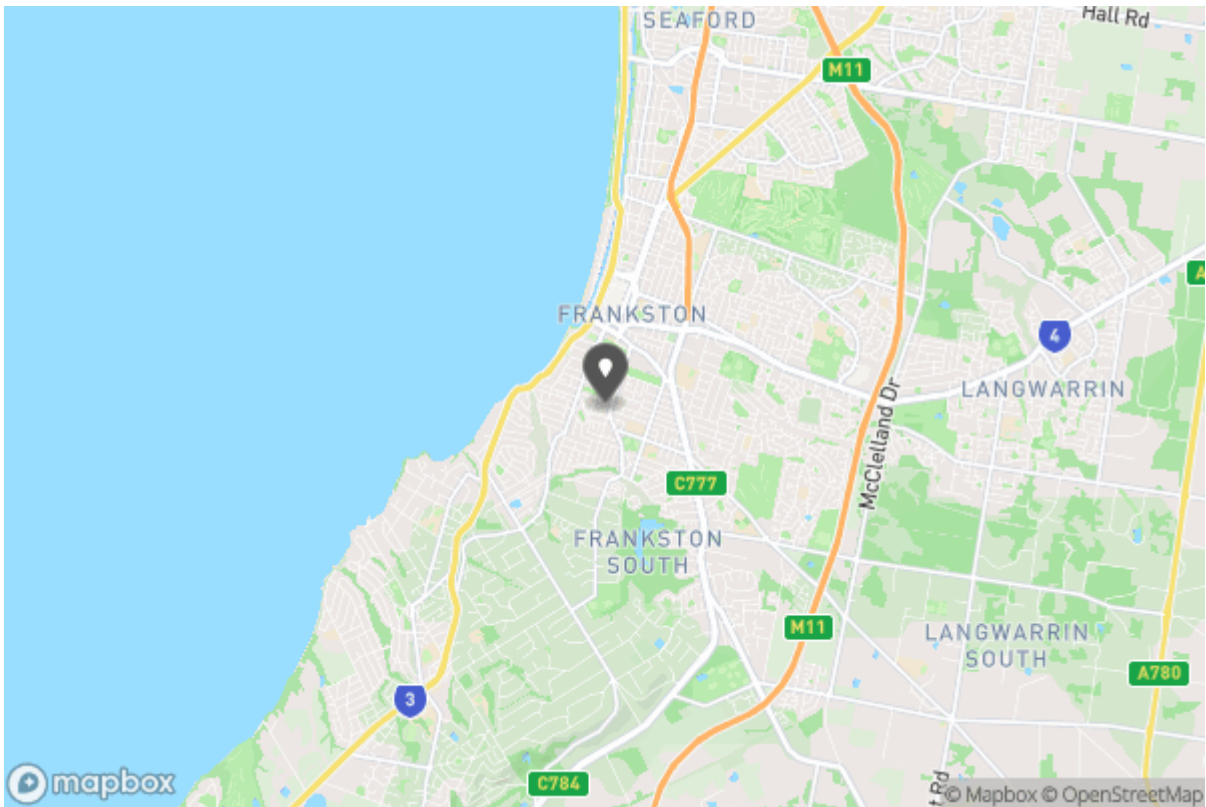 SEAFORD
Hall Rd
M11
A
FRANKSTON
4
LANGWARRIN
McClelland Dr
C777
FRANKSTON
SOUTH
M11
LANGWARRIN
SOUTH
A780
3
C784
t Rd
mapbox
© Mapbox © OpenStreetMap